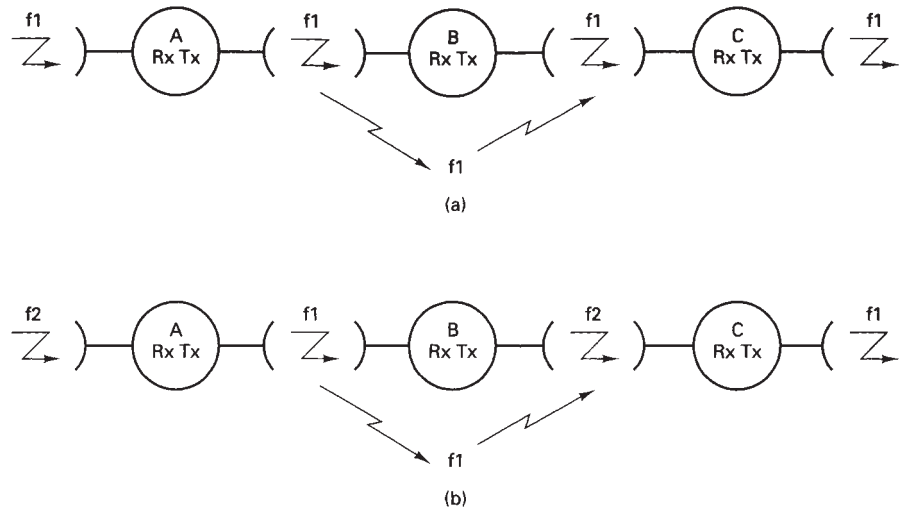 f1 f1 f1 f1
A B C
Rx Tx Rx Tx Rx Tx
f1
(a)
f2 f1 f2 f1
A B C
Rx Tx Rx Tx Rx Tx
f1
(b)